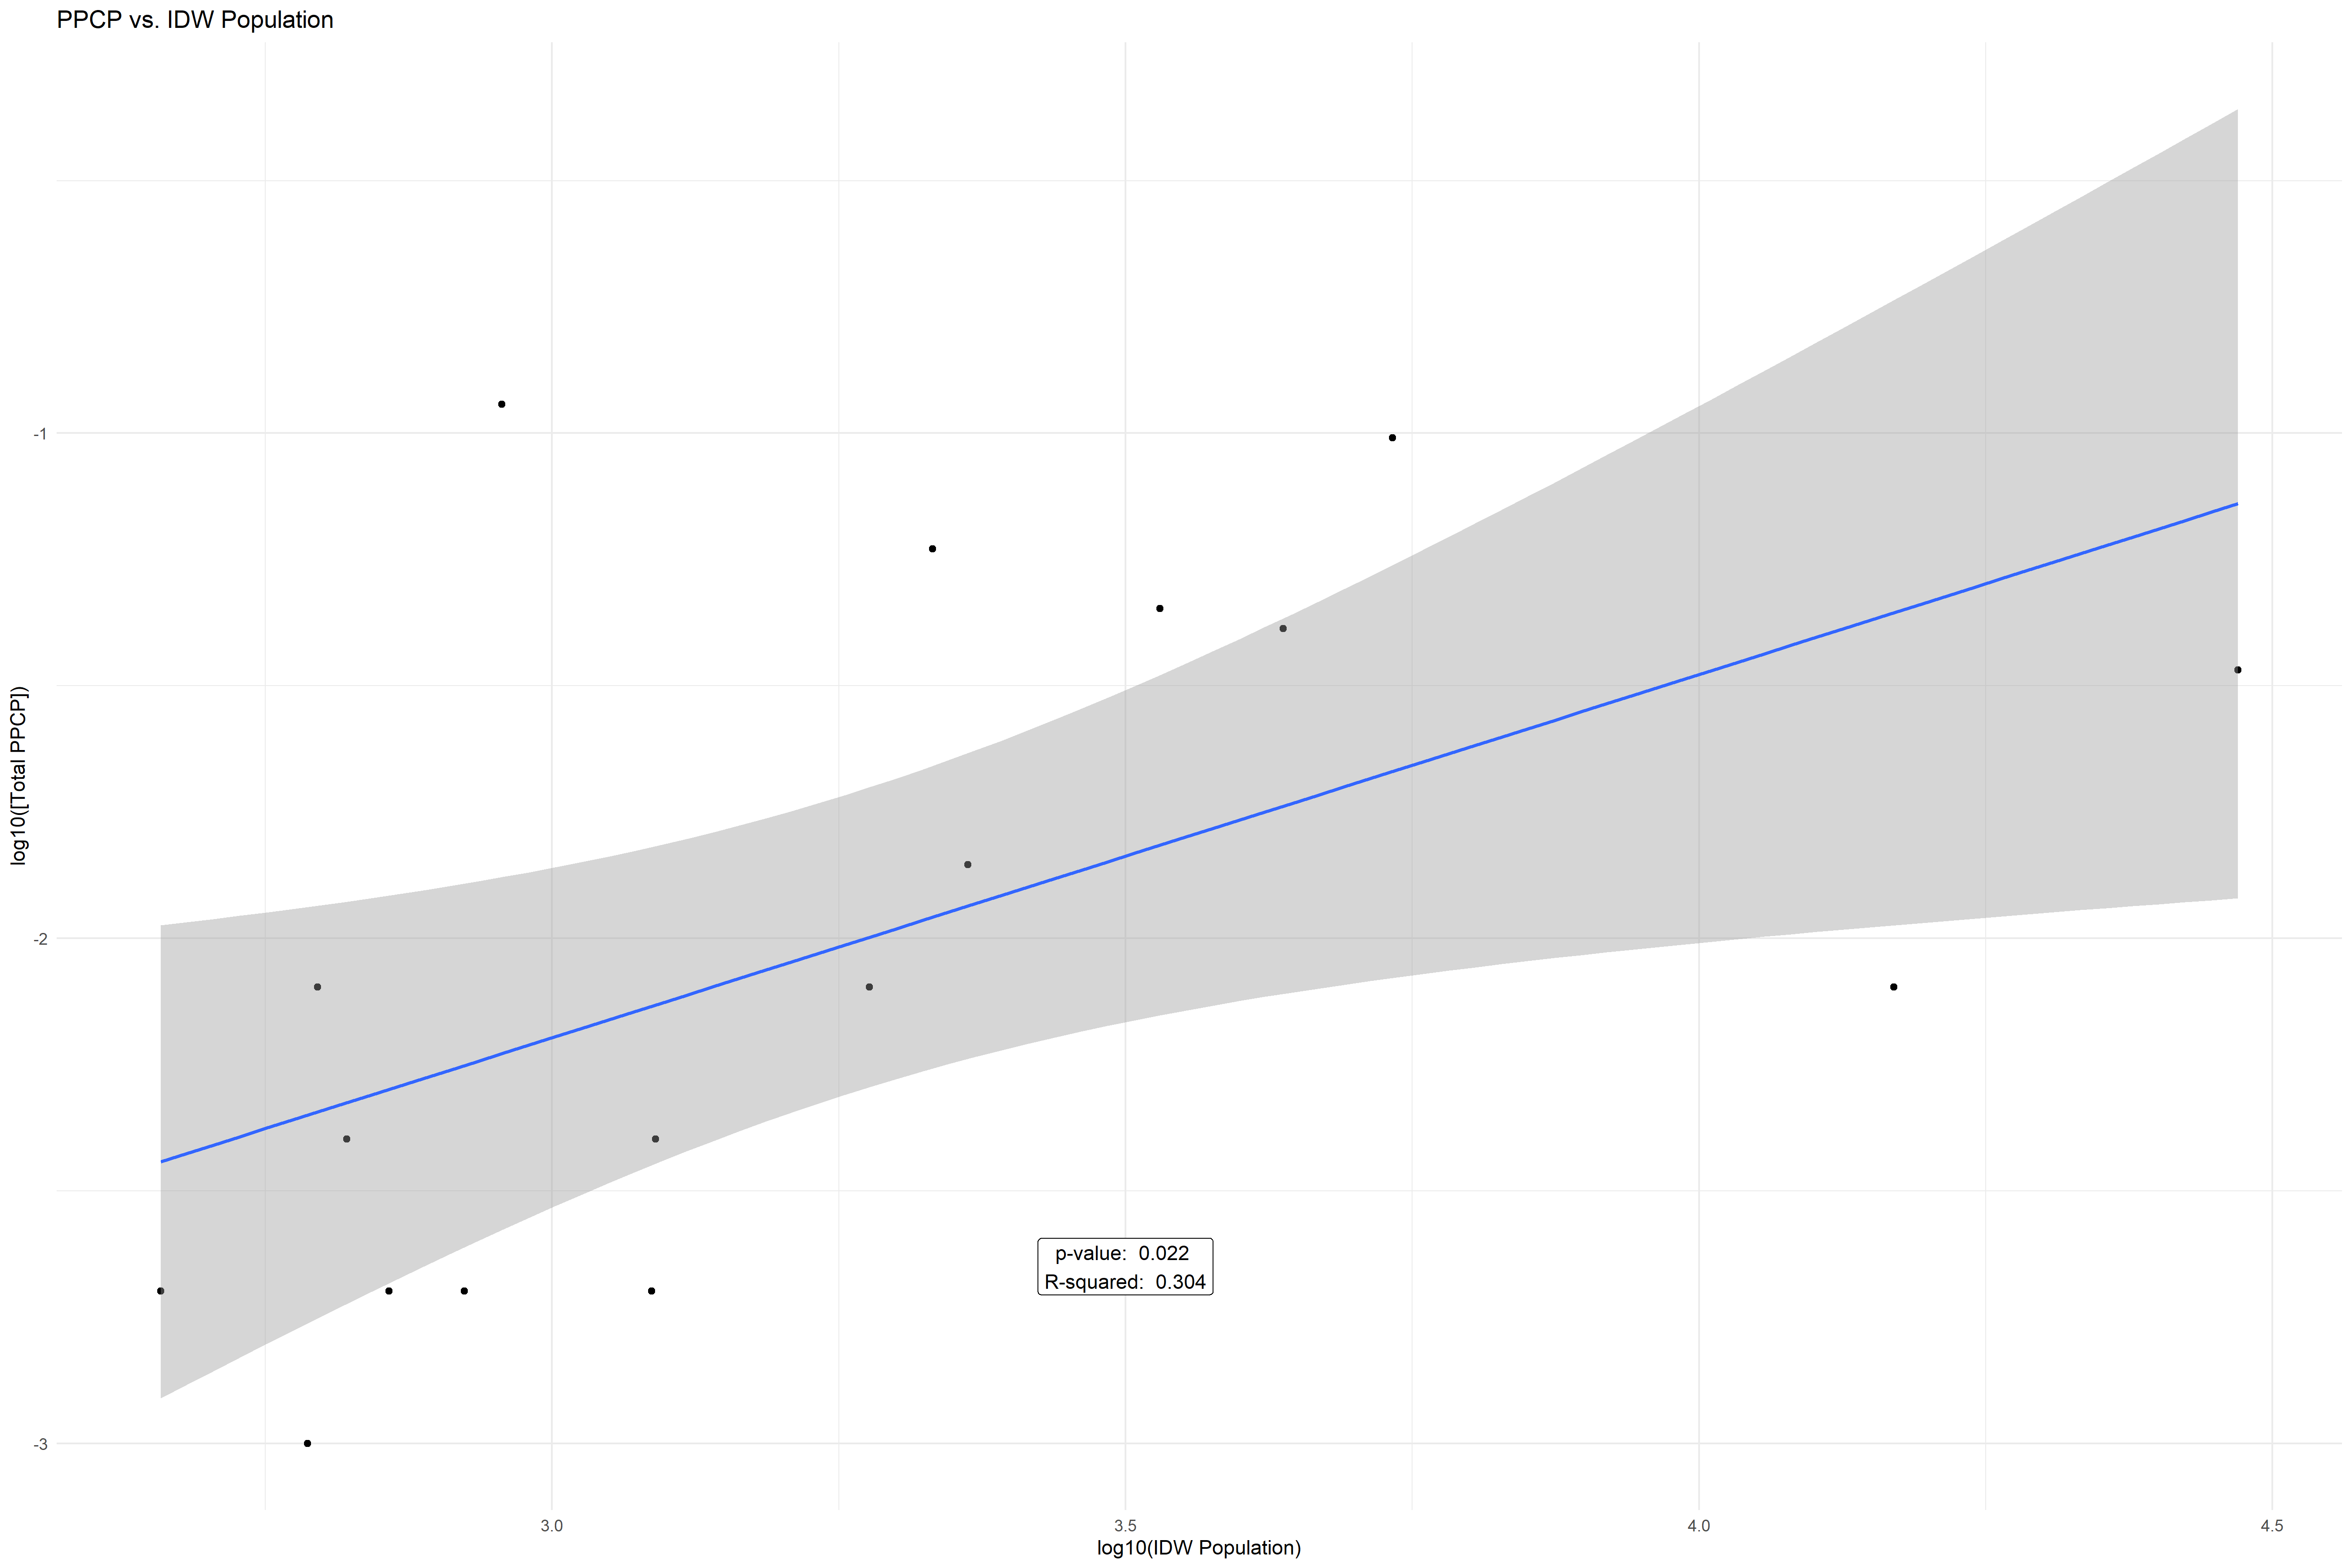 PPCP vs. IDW Population
log10([Total PPCP])
-1
-2
-3
p-value:  0.022
R-squared:  0.304
3.0
3.5
4.0
4.5
log10(IDW Population)